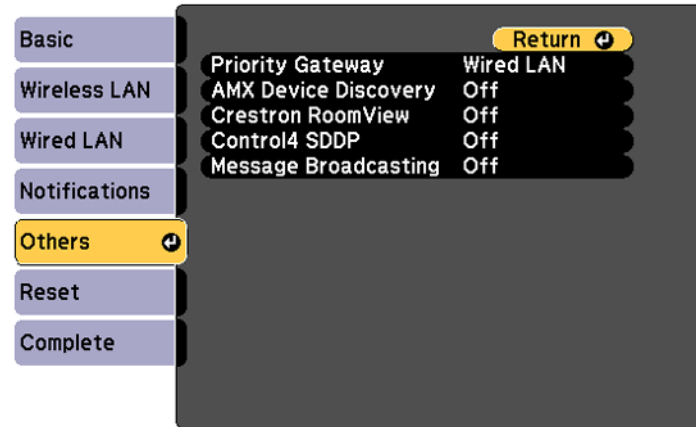 Basic
Wireless LAN
Wired LAN
Notifications
Others
Reset
Complete
Return
Priority Gateway Wired LAN
AMX Device Discovery Off
Crestron RoomView Off
Control4 SDDP Off
Message Broadcasting Off